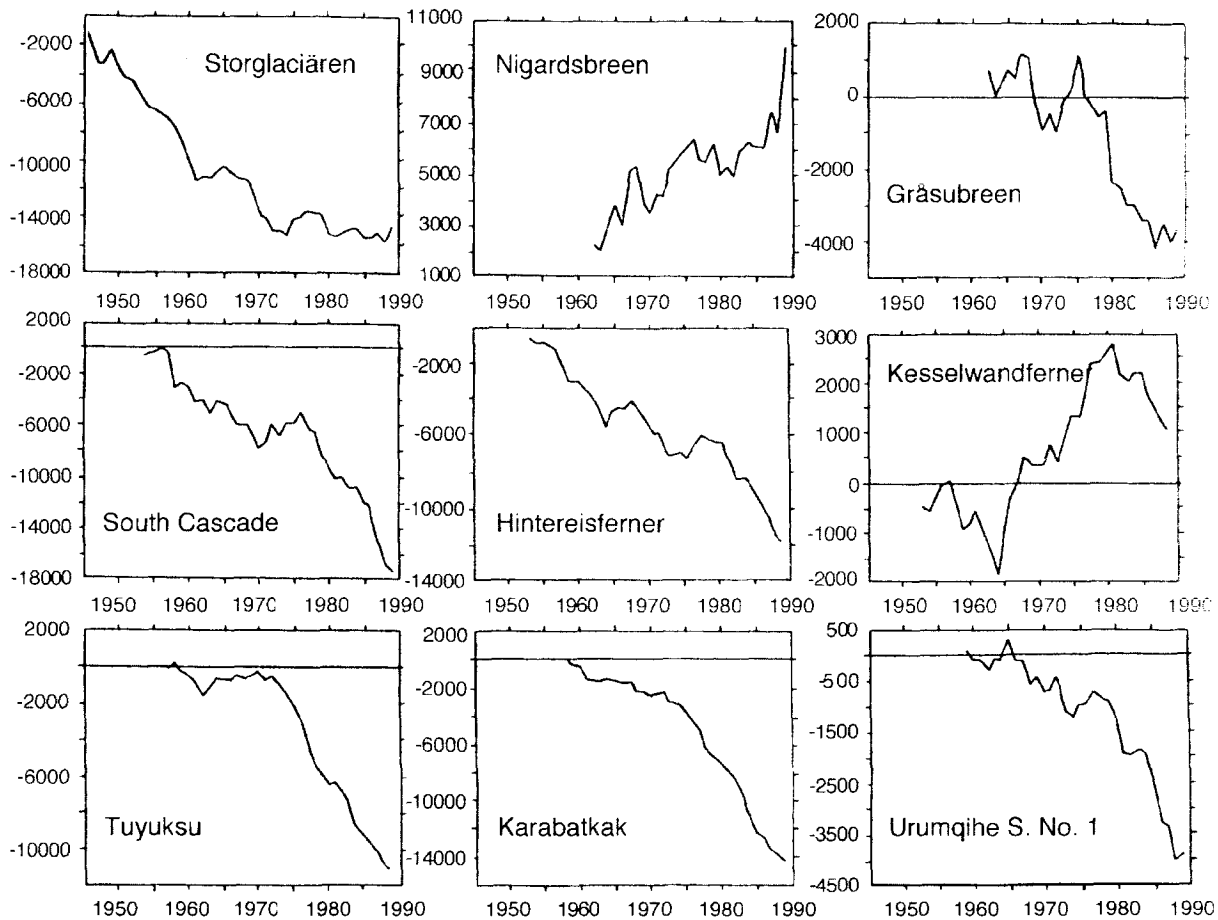 -2000
Storglaciären
-6000
-10000
-14000
-18000
1950 1960 1970 1980 1990
11000
9000
Nigardsbreen
7000
5000
3000
1000
1950 1960 1970 1980 1990
2000
0
-2000
Gråsubreen
-4000
1950 1960 1970 1980 1990
2000
-2000
-6000
-10000
South Cascade
-14000
-18000
1950 1960 1970 1980 1990
-2000
-6000
-10000
Hintereisferner
-14000
1950 1960 1970 1980 1990
3000
Kesselwandferner
2000
1000
0
-1000
-2000
1950 1960 1970 1980 1990
2000
-2000
-6000
Tuyuksu
-10000
1950 1960 1970 1980 1990
2000
-2000
-6000
-10000
Karabatkak
-14000
1950 1960 1970 1980 1990
500
-500
-1500
-2500
Urumqihe S. No. 1
-3500
-4500
1950 1960 1970 1980 1990